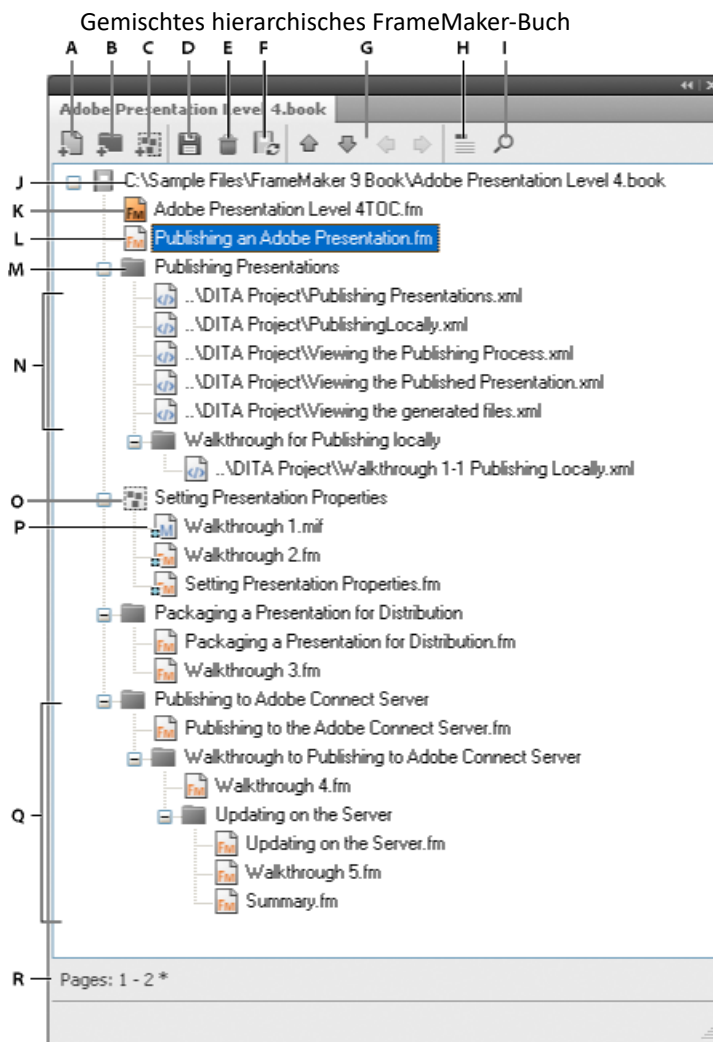 Gemischtes hierarchisches FrameMaker-Buch
A B C D E F G H I
Adobe Presentation Level 4.book
J C:\Sample Files\FrameMaker 9 Book\Adobe Presentation Level 4.book
K Adobe Presentation Level 4TOC.fm
L Publishing an Adobe Presentation.fm
M Publishing Presentations
..\DITA Project\Publishing Presentations.xml
..\DITA Project\PublishingLocally.xml
N ..\DITA Project\Viewing the Publishing Process.xml
..\DITA Project\Viewing the Published Presentation.xml
..\DITA Project\Viewing the generated files.xml
Walkthrough for Publishing locally
..\DITA Project\Walkthrough 1-1 Publishing Locally.xml
O Setting Presentation Properties
P Walkthrough 1.mif
Walkthrough 2.fm
Setting Presentation Properties.fm
Packaging a Presentation for Distribution
Packaging a Presentation for Distribution.fm
Walkthrough 3.fm
Publishing to Adobe Connect Server
Publishing to the Adobe Connect Server.fm
Walkthrough to Publishing to Adobe Connect Server
Walkthrough 4.fm
Q Updating on the Server
Updating on the Server.fm
Walkthrough 5.fm
Summary.fm
R Pages: 1 - 2 *